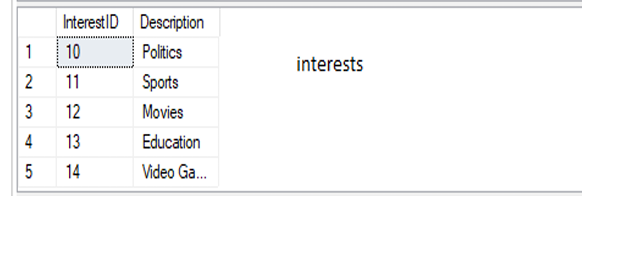 InterestID Description
1 10 Politics
interests
2 11 Sports
3 12 Movies
4 13 Education
5 14 Video Ga...